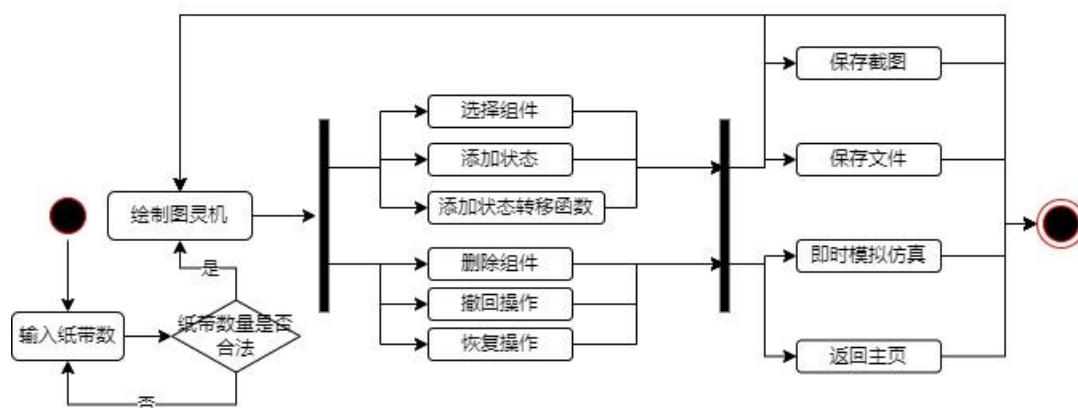 保存截图
选择组件
添加状态
保存文件
绘制图灵机
添加状态转移函数
删除组件
即时模拟仿真
是
撤回操作
输入纸带数
纸带数量是否
合法
恢复操作
返回主页
否